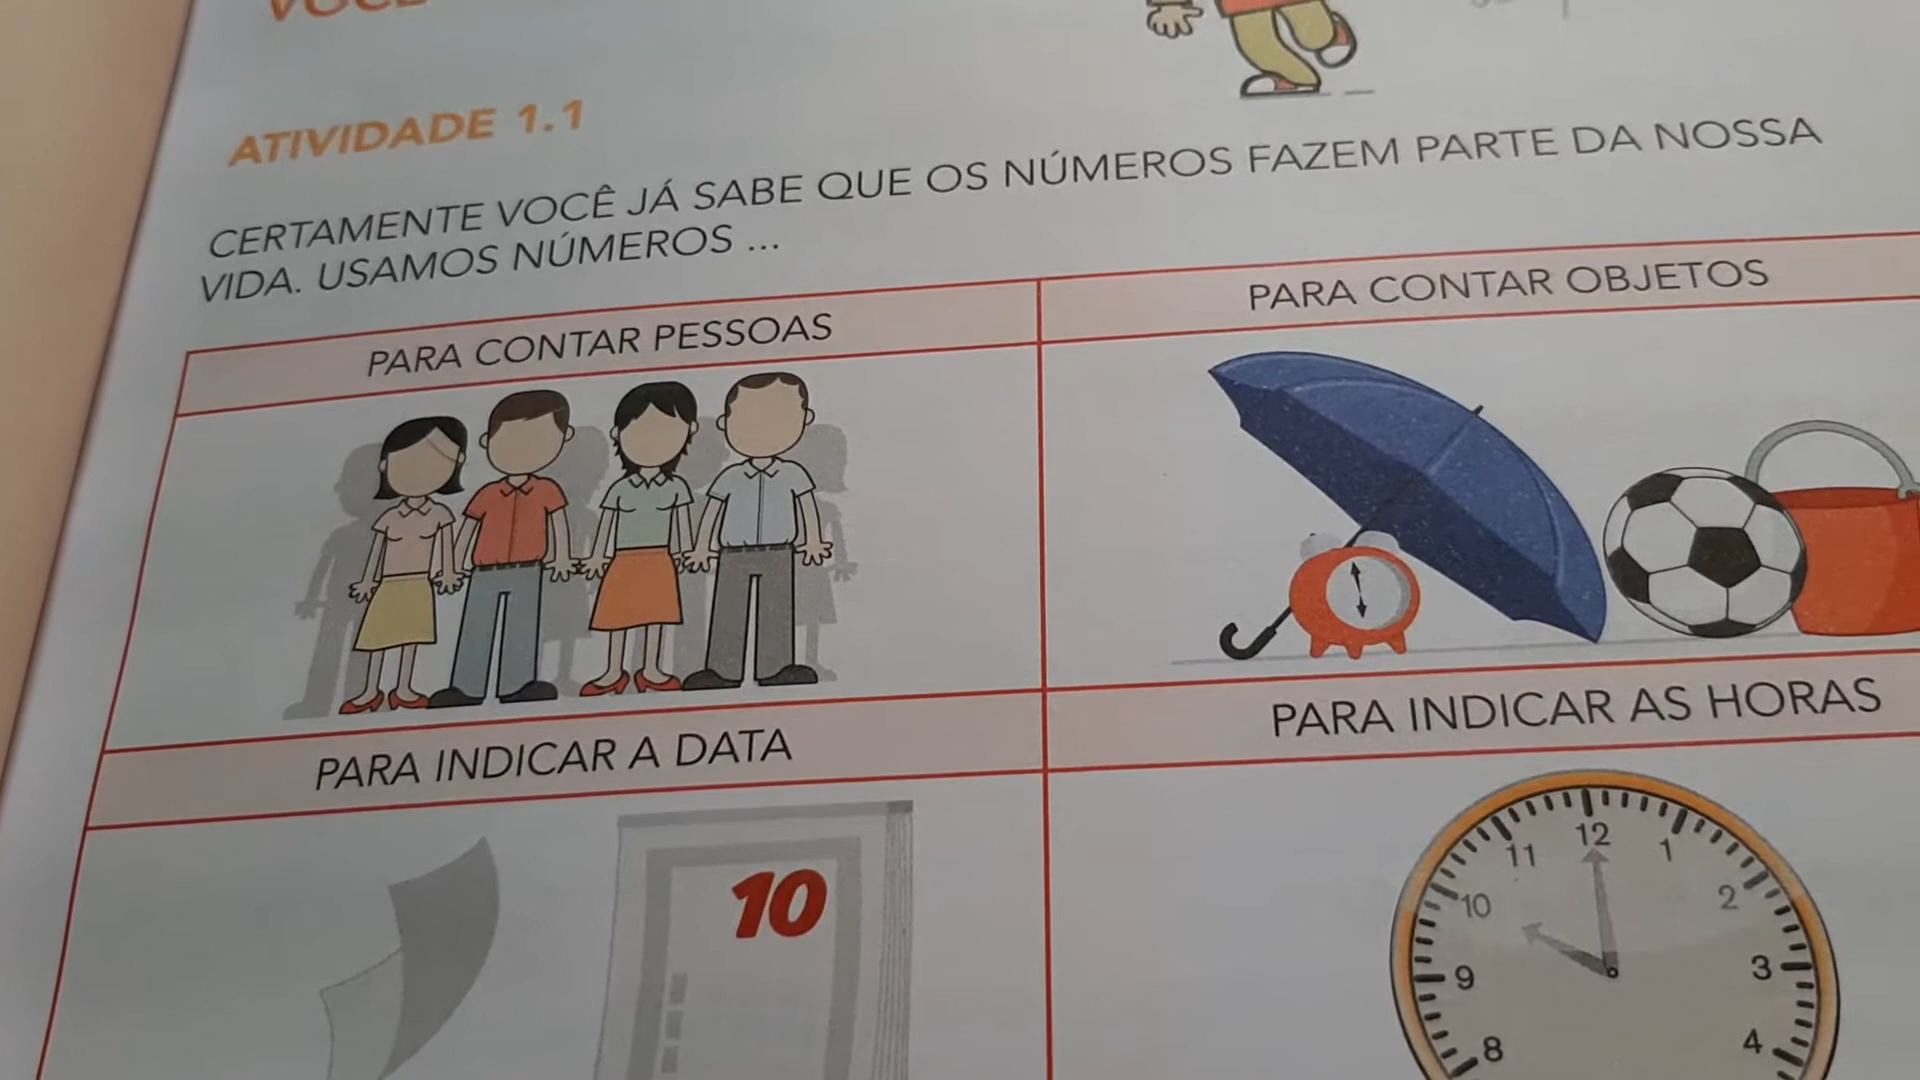 VOCÊ
ATIVIDADE 1.1
CERTAMENTE VOCÊ JÁ SABE QUE OS NÚMEROS FAZEM PARTE DA NOSSA
VIDA. USAMOS NÚMEROS ...
PARA CONTAR PESSOAS
PARA CONTAR OBJETOS
PARA INDICAR A DATA
PARA INDICAR AS HORAS
10
12
11
1
10
2
9
3
8
4